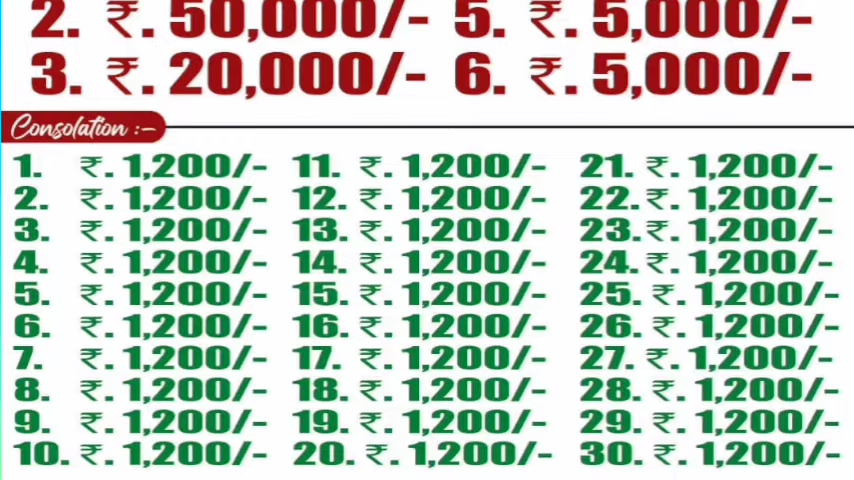 2. ₹. 50,000/- 5. ₹. 5,000/-
3. ₹. 20,000/- 6. ₹. 5,000/-
Consolation :-
1. ₹. 1,200/- 11. ₹. 1,200/- 21. ₹. 1,200/-
2. ₹. 1,200/- 12. ₹. 1,200/- 22. ₹. 1,200/-
3. ₹. 1,200/- 13. ₹. 1,200/- 23. ₹. 1,200/-
4. ₹. 1,200/- 14. ₹. 1,200/- 24. ₹. 1,200/-
5. ₹. 1,200/- 15. ₹. 1,200/- 25. ₹. 1,200/-
6. ₹. 1,200/- 16. ₹. 1,200/- 26. ₹. 1,200/-
7. ₹. 1,200/- 17. ₹. 1,200/- 27. ₹. 1,200/-
8. ₹. 1,200/- 18. ₹. 1,200/- 28. ₹. 1,200/-
9. ₹. 1,200/- 19. ₹. 1,200/- 29. ₹. 1,200/-
10. ₹. 1,200/- 20. ₹. 1,200/- 30. ₹. 1,200/-